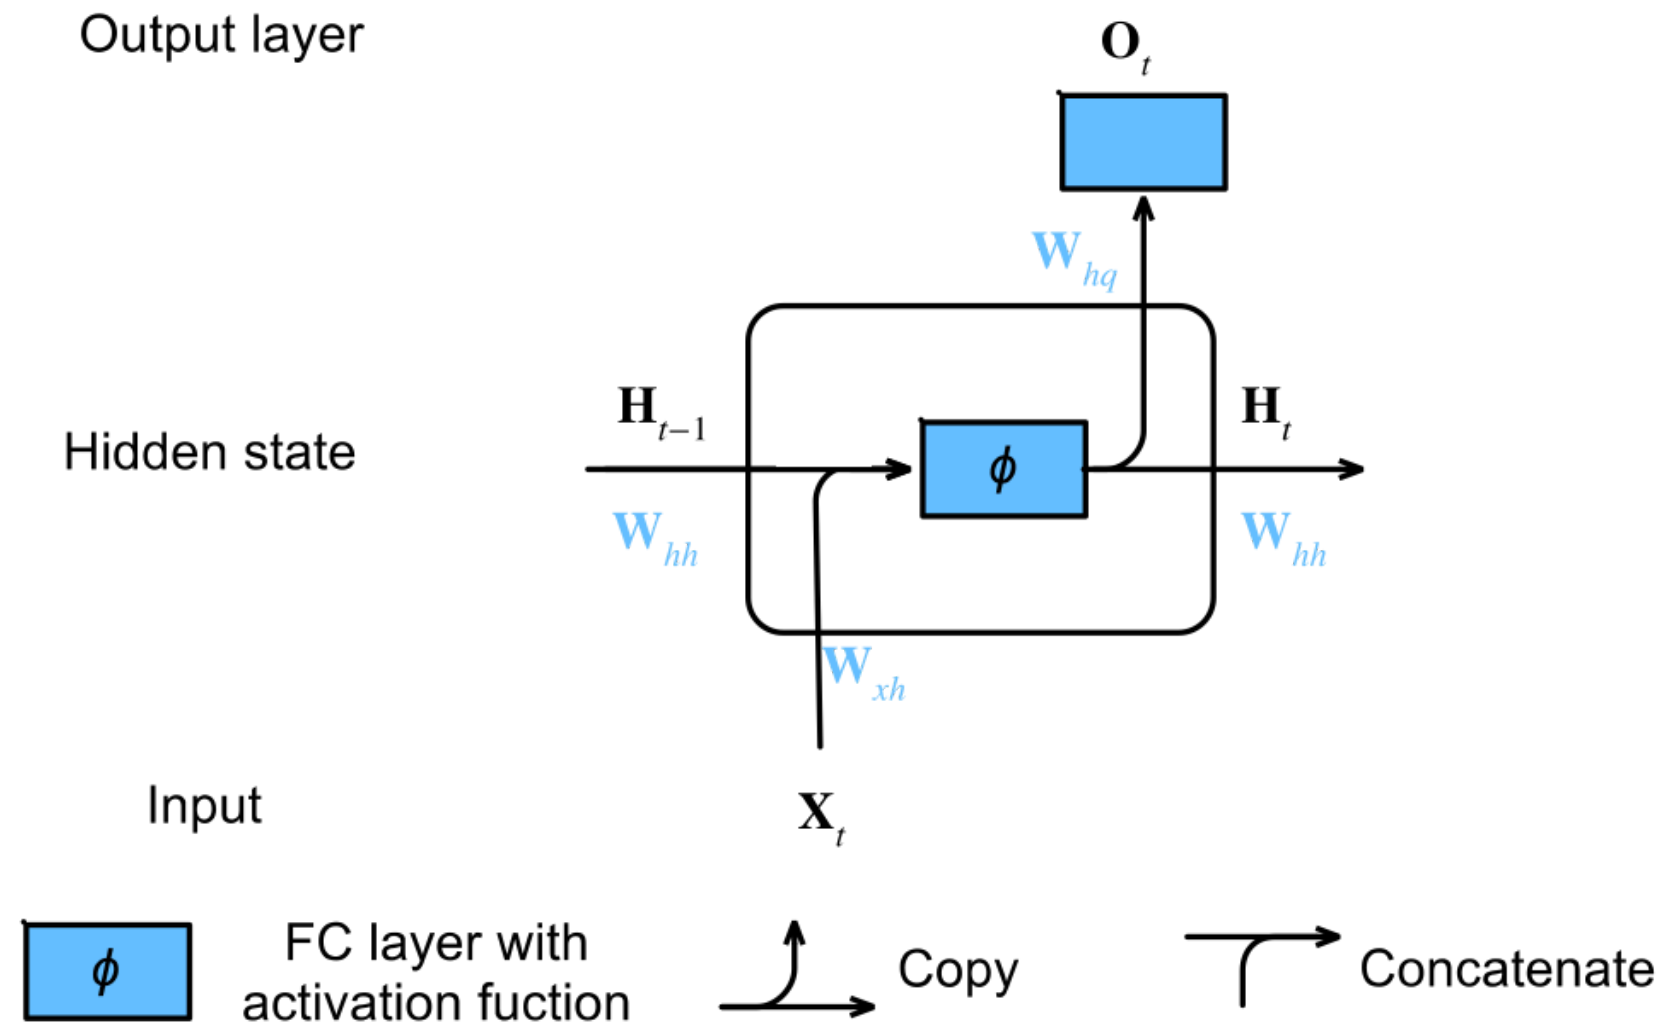 Output layer
O_t
W_hq
H_{t-1}
H_t
Hidden state
ϕ
W_hh
W_hh
W_xh
Input
X_t
ϕ
FC layer with
activation fuction
Copy
Concatenate